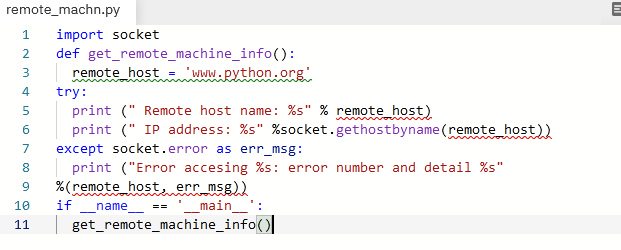 remote_machn.py
1 import socket
2 def get_remote_machine_info():
3   remote_host = 'www.python.org'
4 try:
5   print (" Remote host name: %s" % remote_host)
6   print (" IP address: %s" %socket.gethostbyname(remote_host))
7 except socket.error as err_msg:
8   print ("Error accesing %s: error number and detail %s"
9 %(remote_host, err_msg))
10 if __name__ == '__main__':
11   get_remote_machine_info()